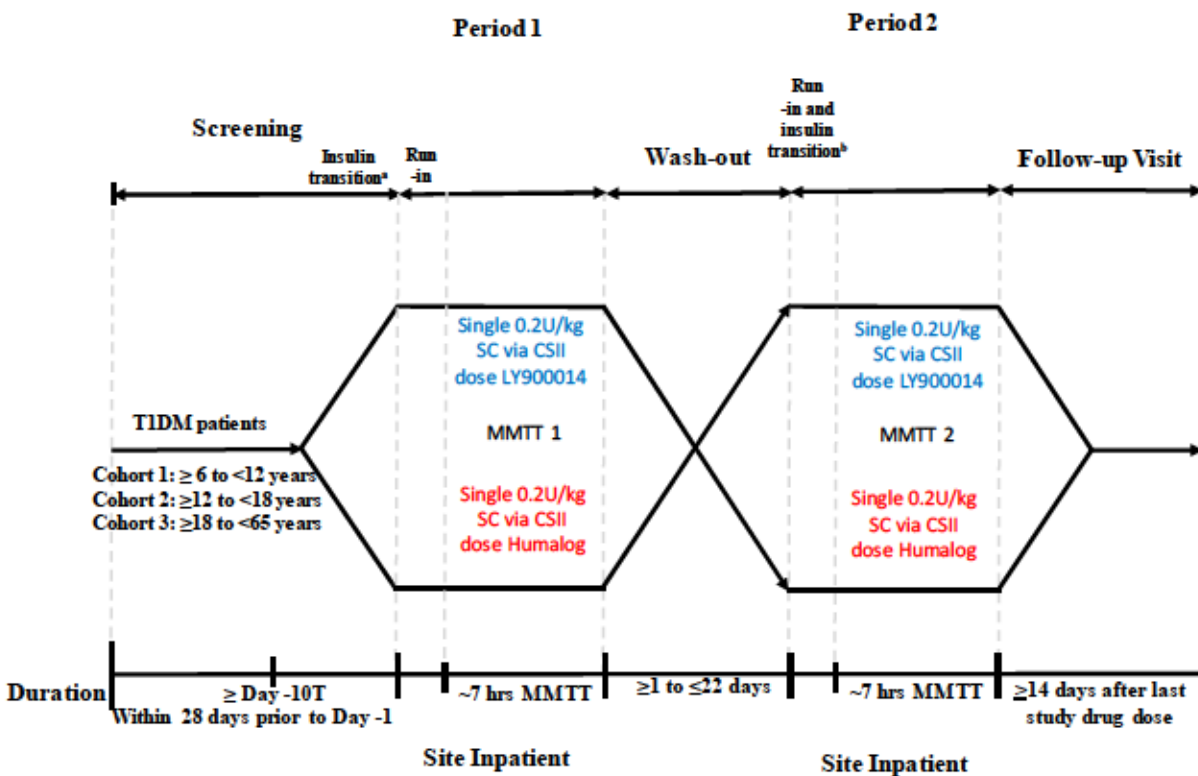 Period 1
Period 2
Screening
Insulin
transitionᵃ
Run
-in
Wash-out
Run
-in and
insulin
transitionᵇ
Follow-up Visit
Single 0.2U/kg
SC via CSII
dose LY900014
Single 0.2U/kg
SC via CSII
dose LY900014
T1DM patients
MMTT 1
MMTT 2
Cohort 1: ≥ 6 to <12 years
Cohort 2: ≥12 to <18 years
Cohort 3: ≥18 to <65 years
Single 0.2U/kg
SC via CSII
dose Humalog
Single 0.2U/kg
SC via CSII
dose Humalog
Duration
≥ Day -10T
Within 28 days prior to Day -1
~7 hrs MMTT
≥1 to ≤22 days
~7 hrs MMTT
≥14 days after last
study drug dose
Site Inpatient
Site Inpatient